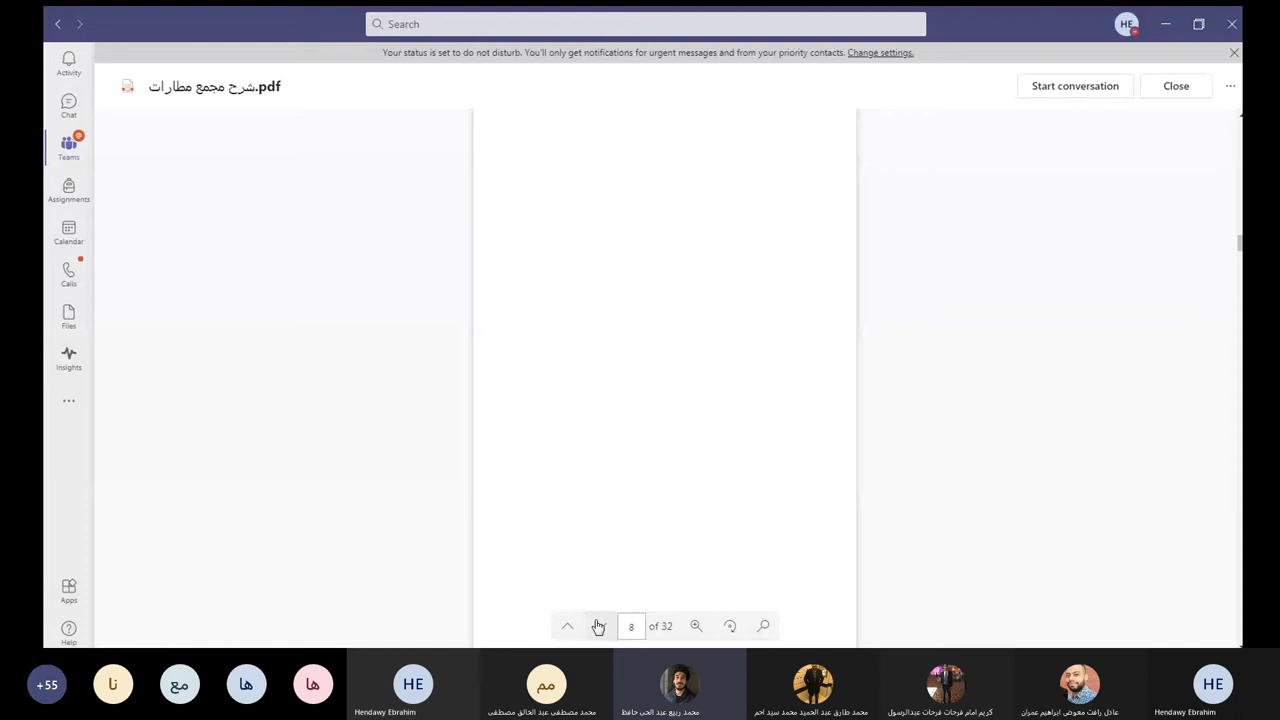 Search
HE
Your status is set to do not disturb. You'll only get notifications for urgent messages and from your priority contacts. Change settings.
شرح مجمع مطارات.pdf
Start conversation
Close
Activity
Chat
Teams
Assignments
Calendar
Calls
Files
Insights
Apps
Help
8 of 32
+55
نا
مع
ها
ها
HE
Hendawy Ebrahim
مم
محمد مصطفى عبد الخالق مصطفى
محمد ربيع عبد الحى حافظ
محمد طارق عبد الحميد محمد سيد احم
كريم امام فرحات فرحات عبدالرسول
عادل رافت معوض ابراهيم عمران
HE
Hendawy Ebrahim